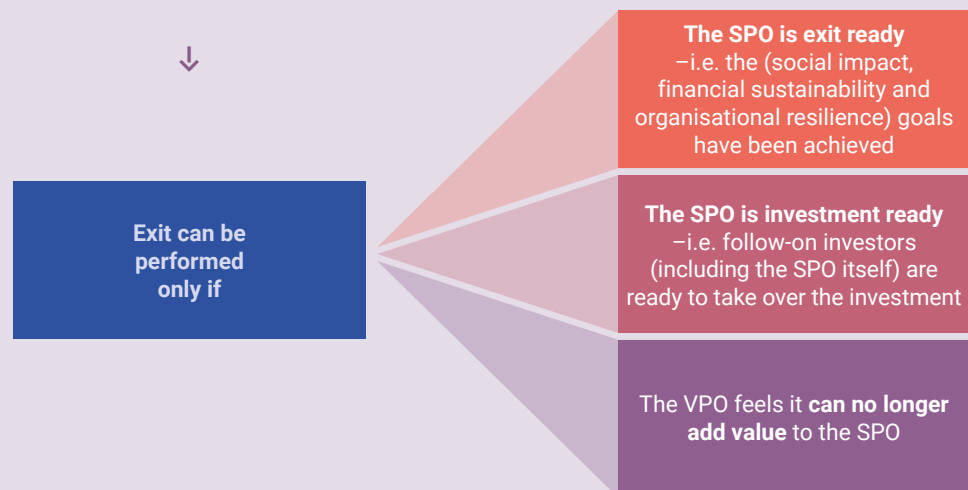 Exit can be
performed
only if
The SPO is exit ready
–i.e. the (social impact,
financial sustainability and
organisational resilience) goals
have been achieved
The SPO is investment ready
–i.e. follow-on investors
(including the SPO itself) are
ready to take over the investment
The VPO feels it can no longer
add value to the SPO